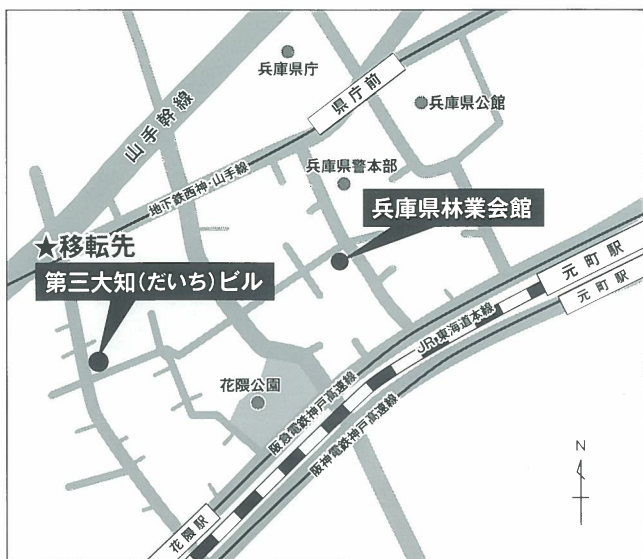 兵庫県庁
県庁前
兵庫県公館
山手幹線
兵庫県警本部
地下鉄西神・山手線
兵庫県林業会館
★移転先
第三大知(だいち)ビル
元町駅
元町駅
JR・東海道本線
花隈公園
阪急電鉄神戸高速線
阪神電鉄神戸高速線
花隈駅
N